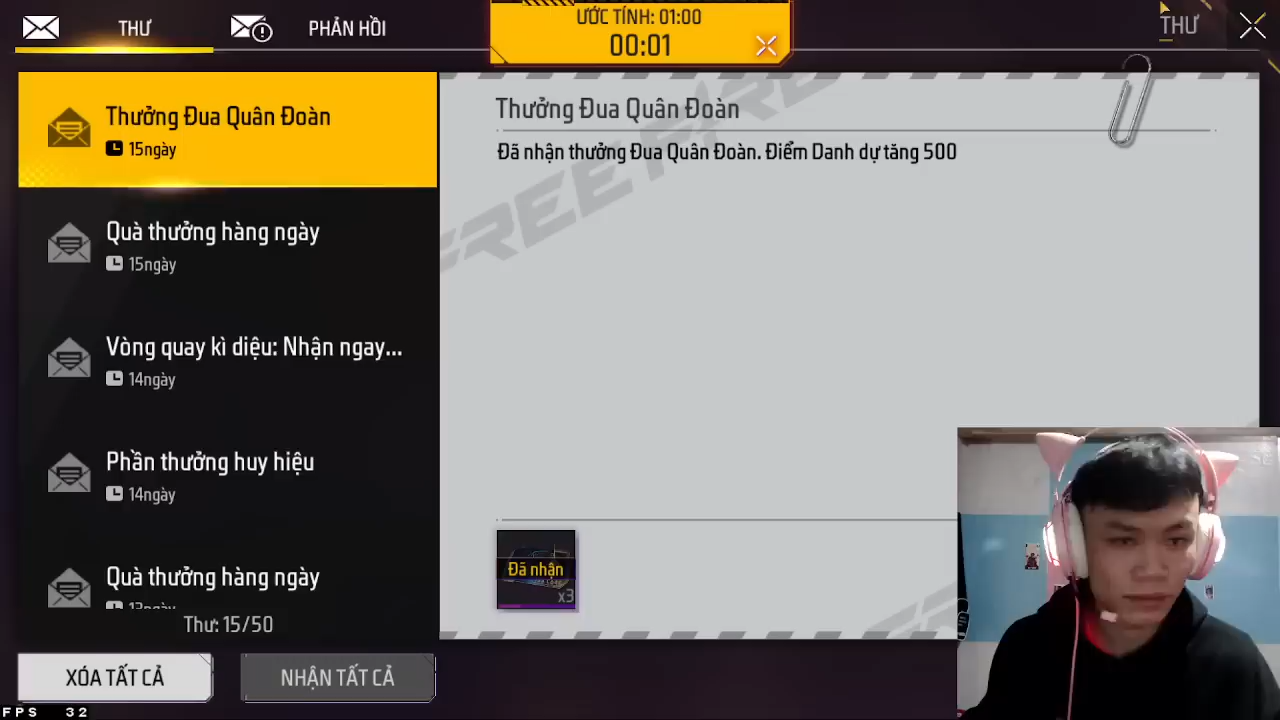 THƯ
PHẢN HỒI
ƯỚC TÍNH: 01:00
00:01
THƯ
Thưởng Đua Quân Đoàn
15ngày
Quà thưởng hàng ngày
15ngày
Vòng quay kì diệu: Nhận ngay...
14ngày
Phần thưởng huy hiệu
14ngày
Quà thưởng hàng ngày
13ngày
Thư: 15/50
XÓA TẤT CẢ
NHẬN TẤT CẢ
FPS 32
Thưởng Đua Quân Đoàn
Đã nhận thưởng Đua Quân Đoàn. Điểm Danh dự tăng 500
FREE FIRE
Đã nhận
x3